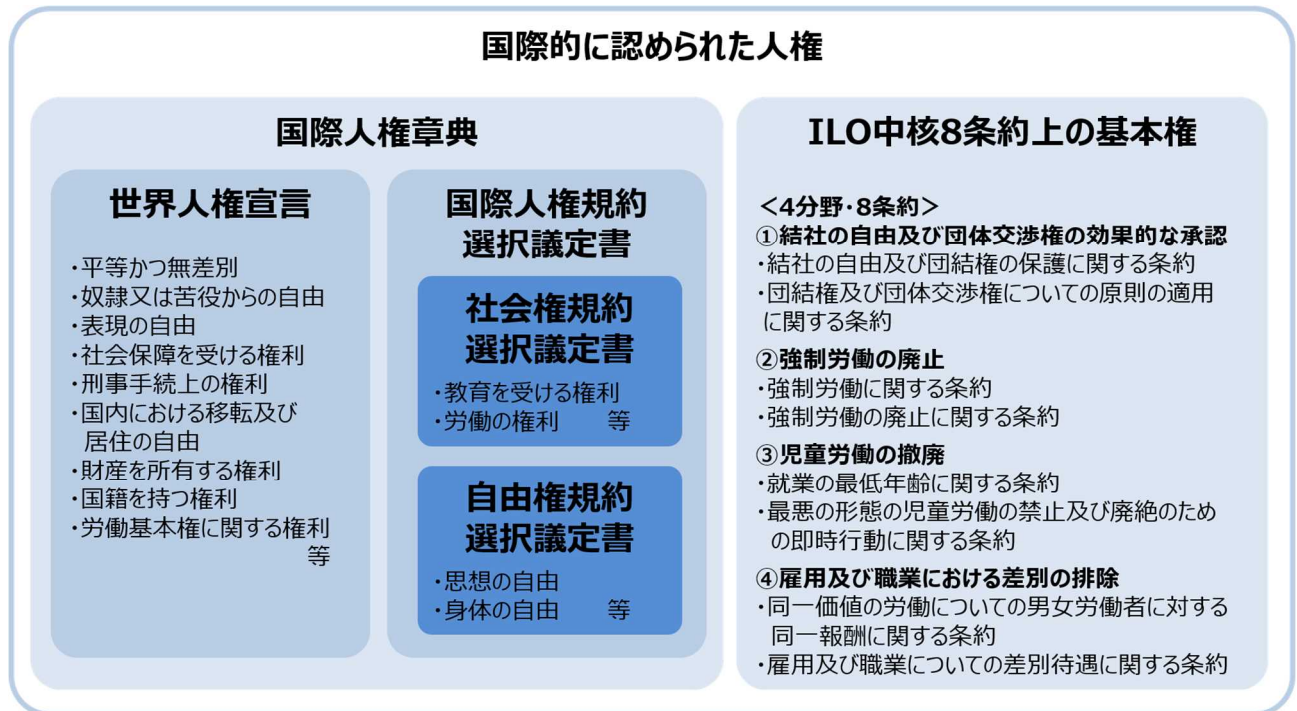 国際的に認められた人権
国際人権章典
世界人権宣言
・平等かつ無差別
・奴隷又は苦役からの自由
・表現の自由
・社会保障を受ける権利
・刑事手続上の権利
・国内における移転及び
居住の自由
・財産を所有する権利
・国籍を持つ権利
・労働基本権に関する権利
等
国際人権規約
選択議定書
社会権規約
選択議定書
・教育を受ける権利
・労働の権利 等
自由権規約
選択議定書
・思想の自由
・身体の自由 等
ILO中核8条約上の基本権
＜4分野・8条約＞
①結社の自由及び団体交渉権の効果的な承認
・結社の自由及び団結権の保護に関する条約
・団結権及び団体交渉権についての原則の適用
に関する条約
②強制労働の廃止
・強制労働に関する条約
・強制労働の廃止に関する条約
③児童労働の撤廃
・就業の最低年齢に関する条約
・最悪の形態の児童労働の禁止及び廃絶のため
の即時行動に関する条約
④雇用及び職業における差別の排除
・同一価値の労働についての男女労働者に対する
同一報酬に関する条約
・雇用及び職業についての差別待遇に関する条約